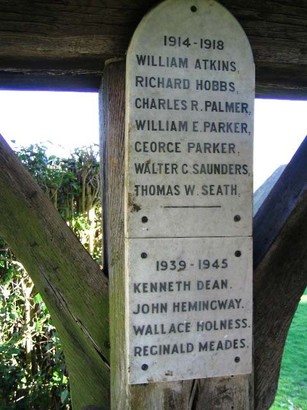 1914-1918
WILLIAM ATKINS,
RICHARD HOBBS,
CHARLES R. PALMER,
WILLIAM E. PARKER,
GEORGE PARKER,
WALTER C. SAUNDERS,
THOMAS W. SEATH,
1939-1945
KENNETH DEAN.
JOHN HEMINGWAY.
WALLACE HOLNESS.
REGINALD MEADES.